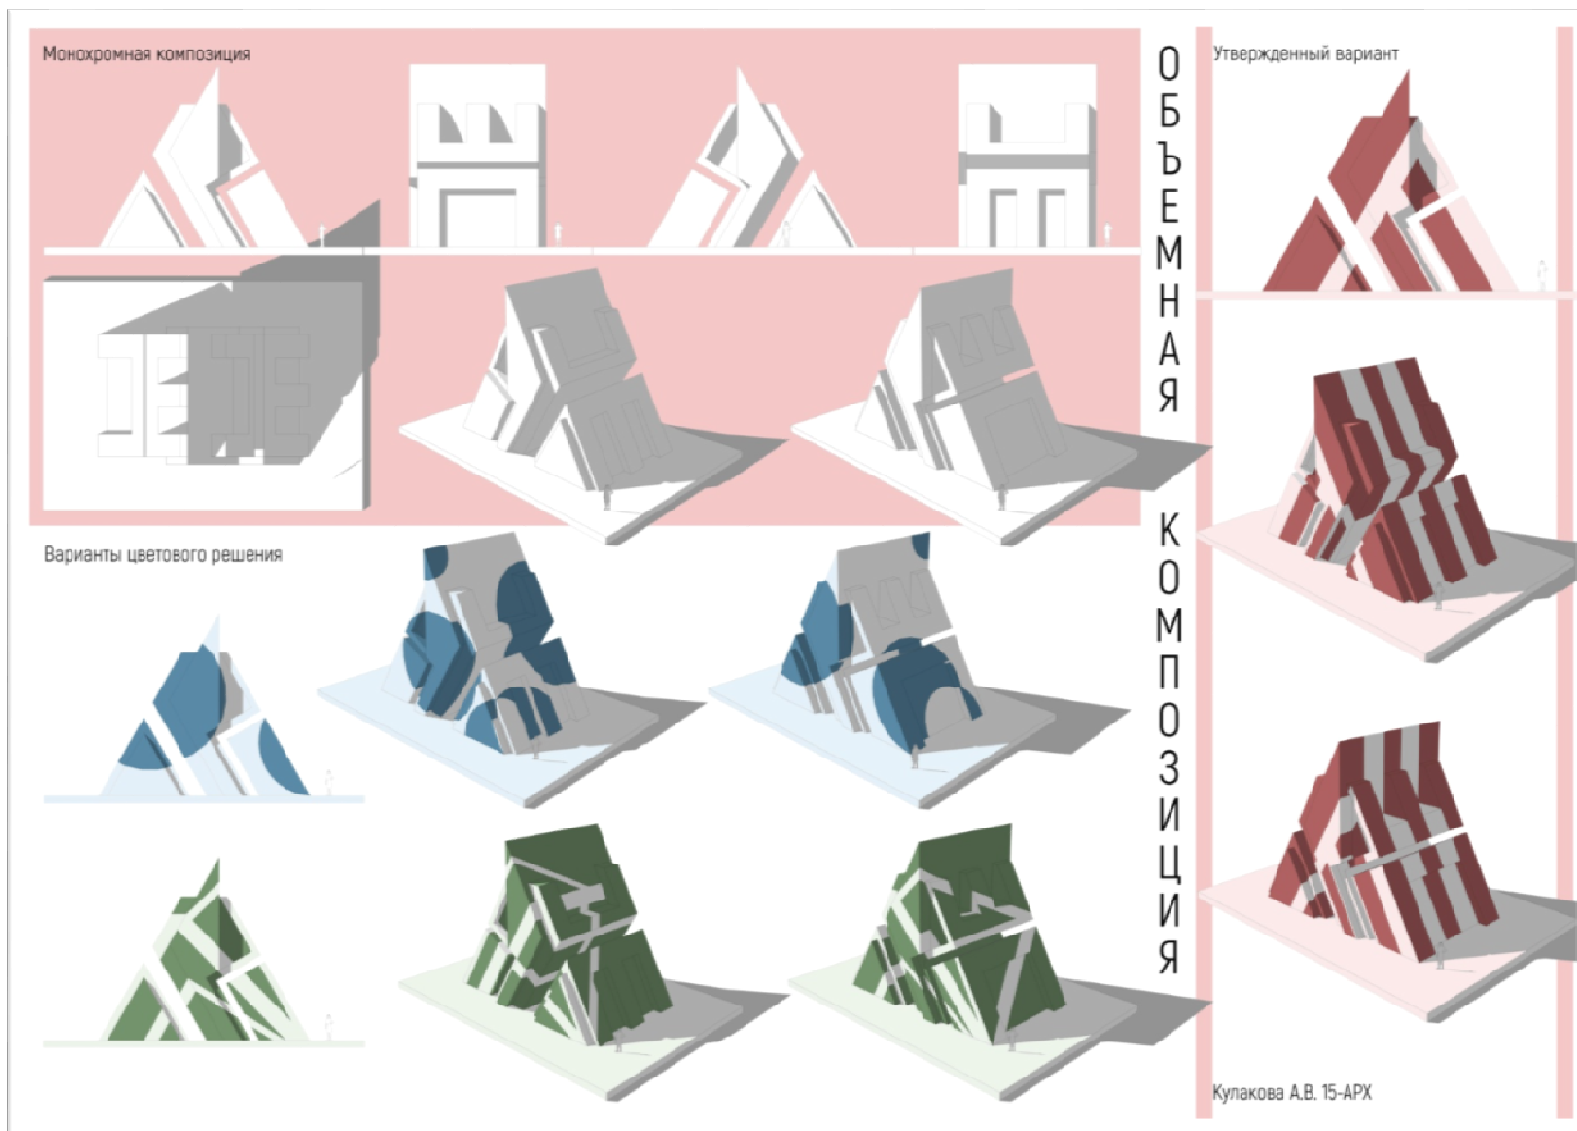 Монохромная композиция
ОБЪЕМНАЯ КОМПОЗИЦИЯ
Утвержденный вариант
Варианты цветового решения
Кулакова А.В. 15-АРХ